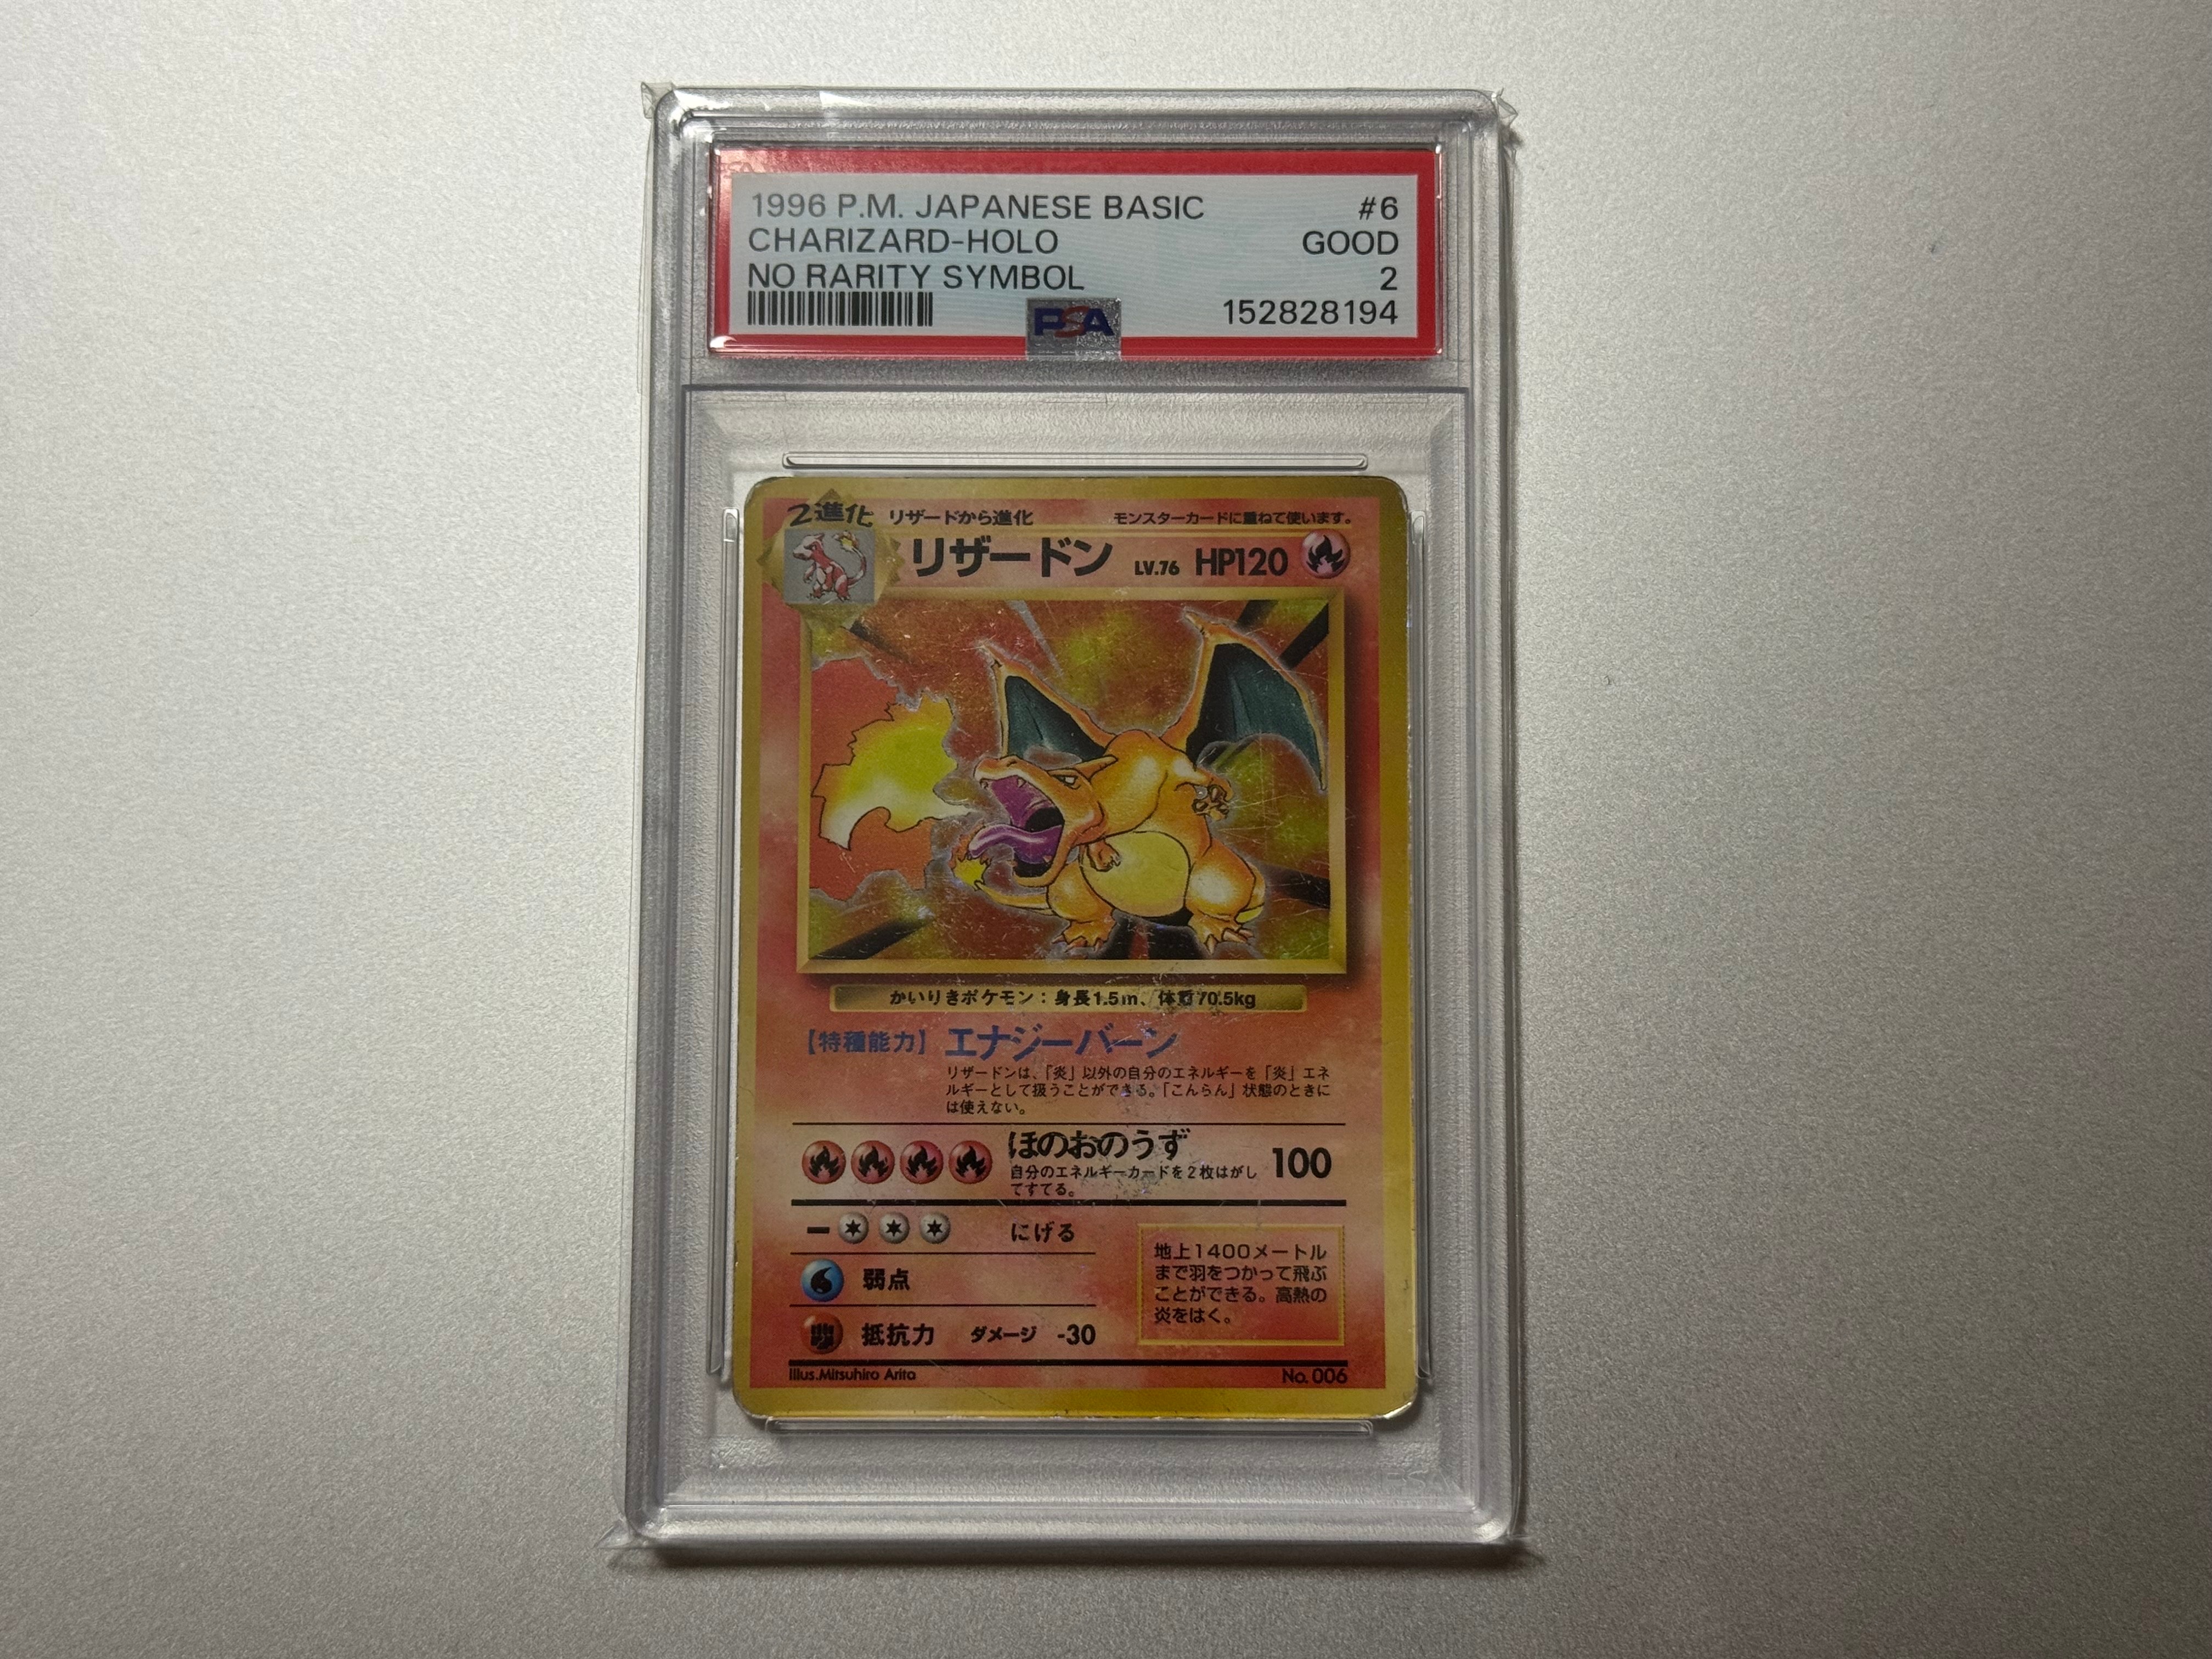 1996 P.M. JAPANESE BASIC #6
CHARIZARD-HOLO GOOD
NO RARITY SYMBOL 2
PSA 152828194
2進化 リザードから進化 モンスターカードに重ねて使います。
リザードン LV.76 HP120
かいりきポケモン：身長1.5m、体重70.5kg
【特種能力】 エナジーバーン
リザードンは、「炎」以外の自分のエネルギーを「炎」エネ
ルギーとして扱うことができる。「こんらん」状態のときに
は使えない。
ほのおのうず 100
自分のエネルギーカードを2枚はがし
てすてる。
ー にげる
弱点
抵抗力 ダメージ -30
地上1400メートル
まで羽をつかって飛ぶ
ことができる。高熱の
炎をはく。
Illus.Mitsuhiro Arita No.006